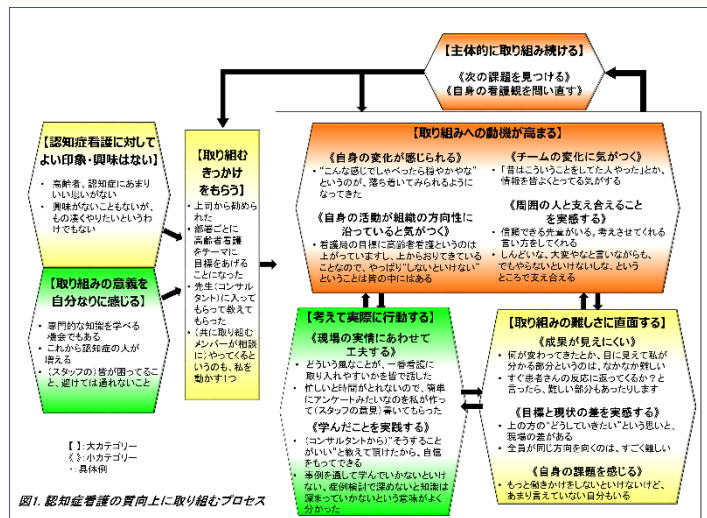 【主体的に取り組み続ける】
《次の課題を見つける》
《自身の看護観を問い直す》
【認知症看護に対して
よい印象・興味はない】
• 高齢者、認知症にあまり
いい思いがない
• 興味がないこともないが、
もの凄くやりたいというわ
けでもない
【取り組みの意義を
自分なりに感じる】
• 専門的な知識を学べる
機会でもある
• これから認知症の人が
増える
• (スタッフの)皆が困ってるこ
と、避けては通れないこと
【取り組む
きっかけ
をもらう】
• 上司から勧めら
れた
• 部署ごとに
高齢者看護
をテーマに
目標をあげる
ことになった
• 先生(コンサル
タント)に入って
もらって教えて
もらった
• (共に取り組む
メンバーが相談
に)やってくると
いうのも、私を
動かす1つ
【取り組みへの動機が高まる】
《自身の変化が感じられる》
• “こんな感じでしゃべったら穏やかやな”
というのが、落ち着いてみられるように
なってきた
《自身の活動が組織の方向性に
沿っていると気がつく》
• 看護局の目標に高齢者看護というのは
上がっていますし、上からおりてきている
ことなので、やっぱり“しないといけない”
ということは皆の中にはある
《チームの変化に気がつく》
• 「昔はこういうことをしてた人やった」とか、
情報を皆よくとってる気がする
《周囲の人と支え合えることを
実感する》
• 信頼できる先輩がいる。考えさせてくれる
言い方をしてくれる
• しんどいな、大変やなと言いながらも、
でもやらないといけないしな、という
ところで支え合える
【考えて実際に行動する】
《現場の実情にあわせて
工夫する》
• どういう風なことが、一番看護に
取り入れやすいかを皆で話した
• 忙しいと時間がとれないので、簡単
にアンケートみたいなのを私が作っ
て(スタッフの意見)書いてもらった
《学んだことを実践する》
• (コンサルタントから)“そうすること
がいい”と教えて頂けたから、自信
をもってできる
• 事例を通して学んでいかないといけ
ない、症例検討で深めないと知識は
深まっていかないという意味がよく
分かった
【取り組みの難しさに直面する】
《成果が見えにくい》
• 何が変わってきたとか、目に見えて私が
分かる部分というのは、なかなか難しい
• すぐ患者さんの反応に返ってくるか?と
言ったら、難しい部分もあったりします
《目標と現状の差を実感する》
• 上の方の“どうしていきたい”という思いと、
現場の差がある
• 全員が同じ方向を向くのは、すごく難しい
《自身の課題を感じる》
• もっと働きかけをしないといけないけど、
あまり言えていない自分もいる
【 】:大カテゴリー
《 》:小カテゴリー
・:具体例
図1. 認知症看護の質向上に取り組むプロセス